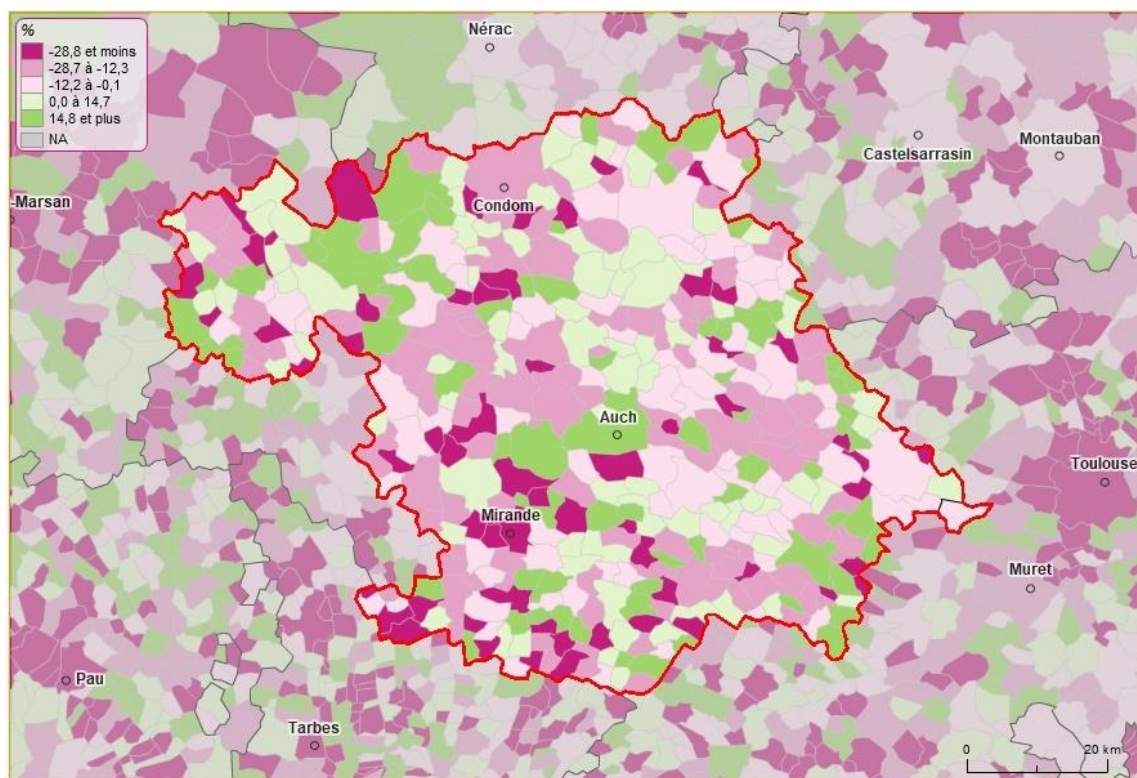 %
-28,8 et moins
-28,7 à -12,3
-12,2 à -0,1
0,0 à 14,7
14,8 et plus
NA
Nérac
Castelsarrasin
Montauban
-Marsan
Condom
Auch
Toulouse
Mirande
Muret
Pau
Tarbes
0 20 km